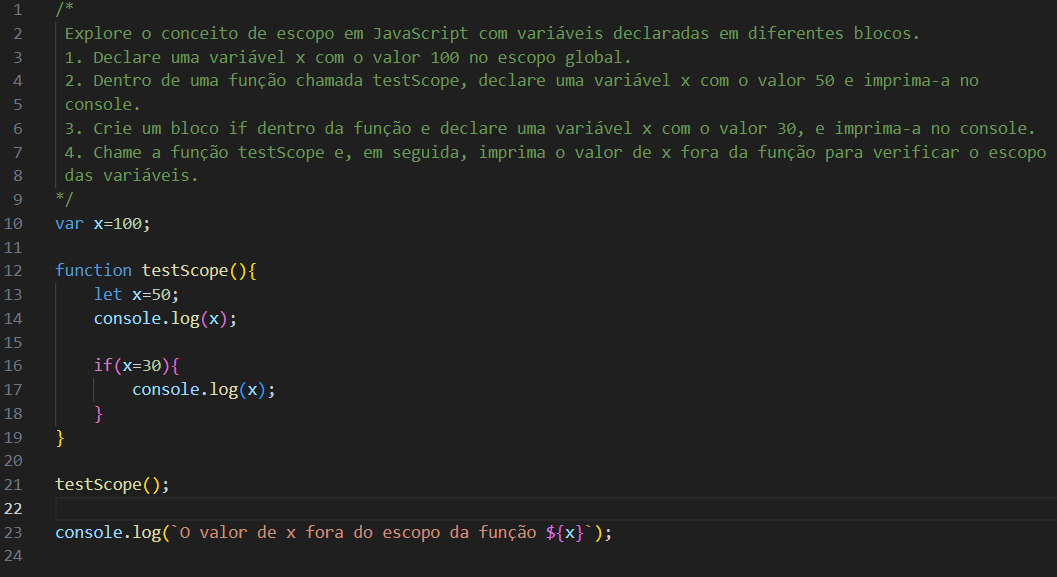 1 /*
2 Explore o conceito de escopo em JavaScript com variáveis declaradas em diferentes blocos.
3 1. Declare uma variável x com o valor 100 no escopo global.
4 2. Dentro de uma função chamada testScope, declare uma variável x com o valor 50 e imprima-a no
5 console.
6 3. Crie um bloco if dentro da função e declare uma variável x com o valor 30, e imprima-a no console.
7 4. Chame a função testScope e, em seguida, imprima o valor de x fora da função para verificar o escopo
8 das variáveis.
9 */
10 var x=100;
11
12 function testScope(){
13     let x=50;
14     console.log(x);
15
16     if(x=30){
17         console.log(x);
18     }
19 }
20
21 testScope();
22
23 console.log(`O valor de x fora do escopo da função ${x}`);
24